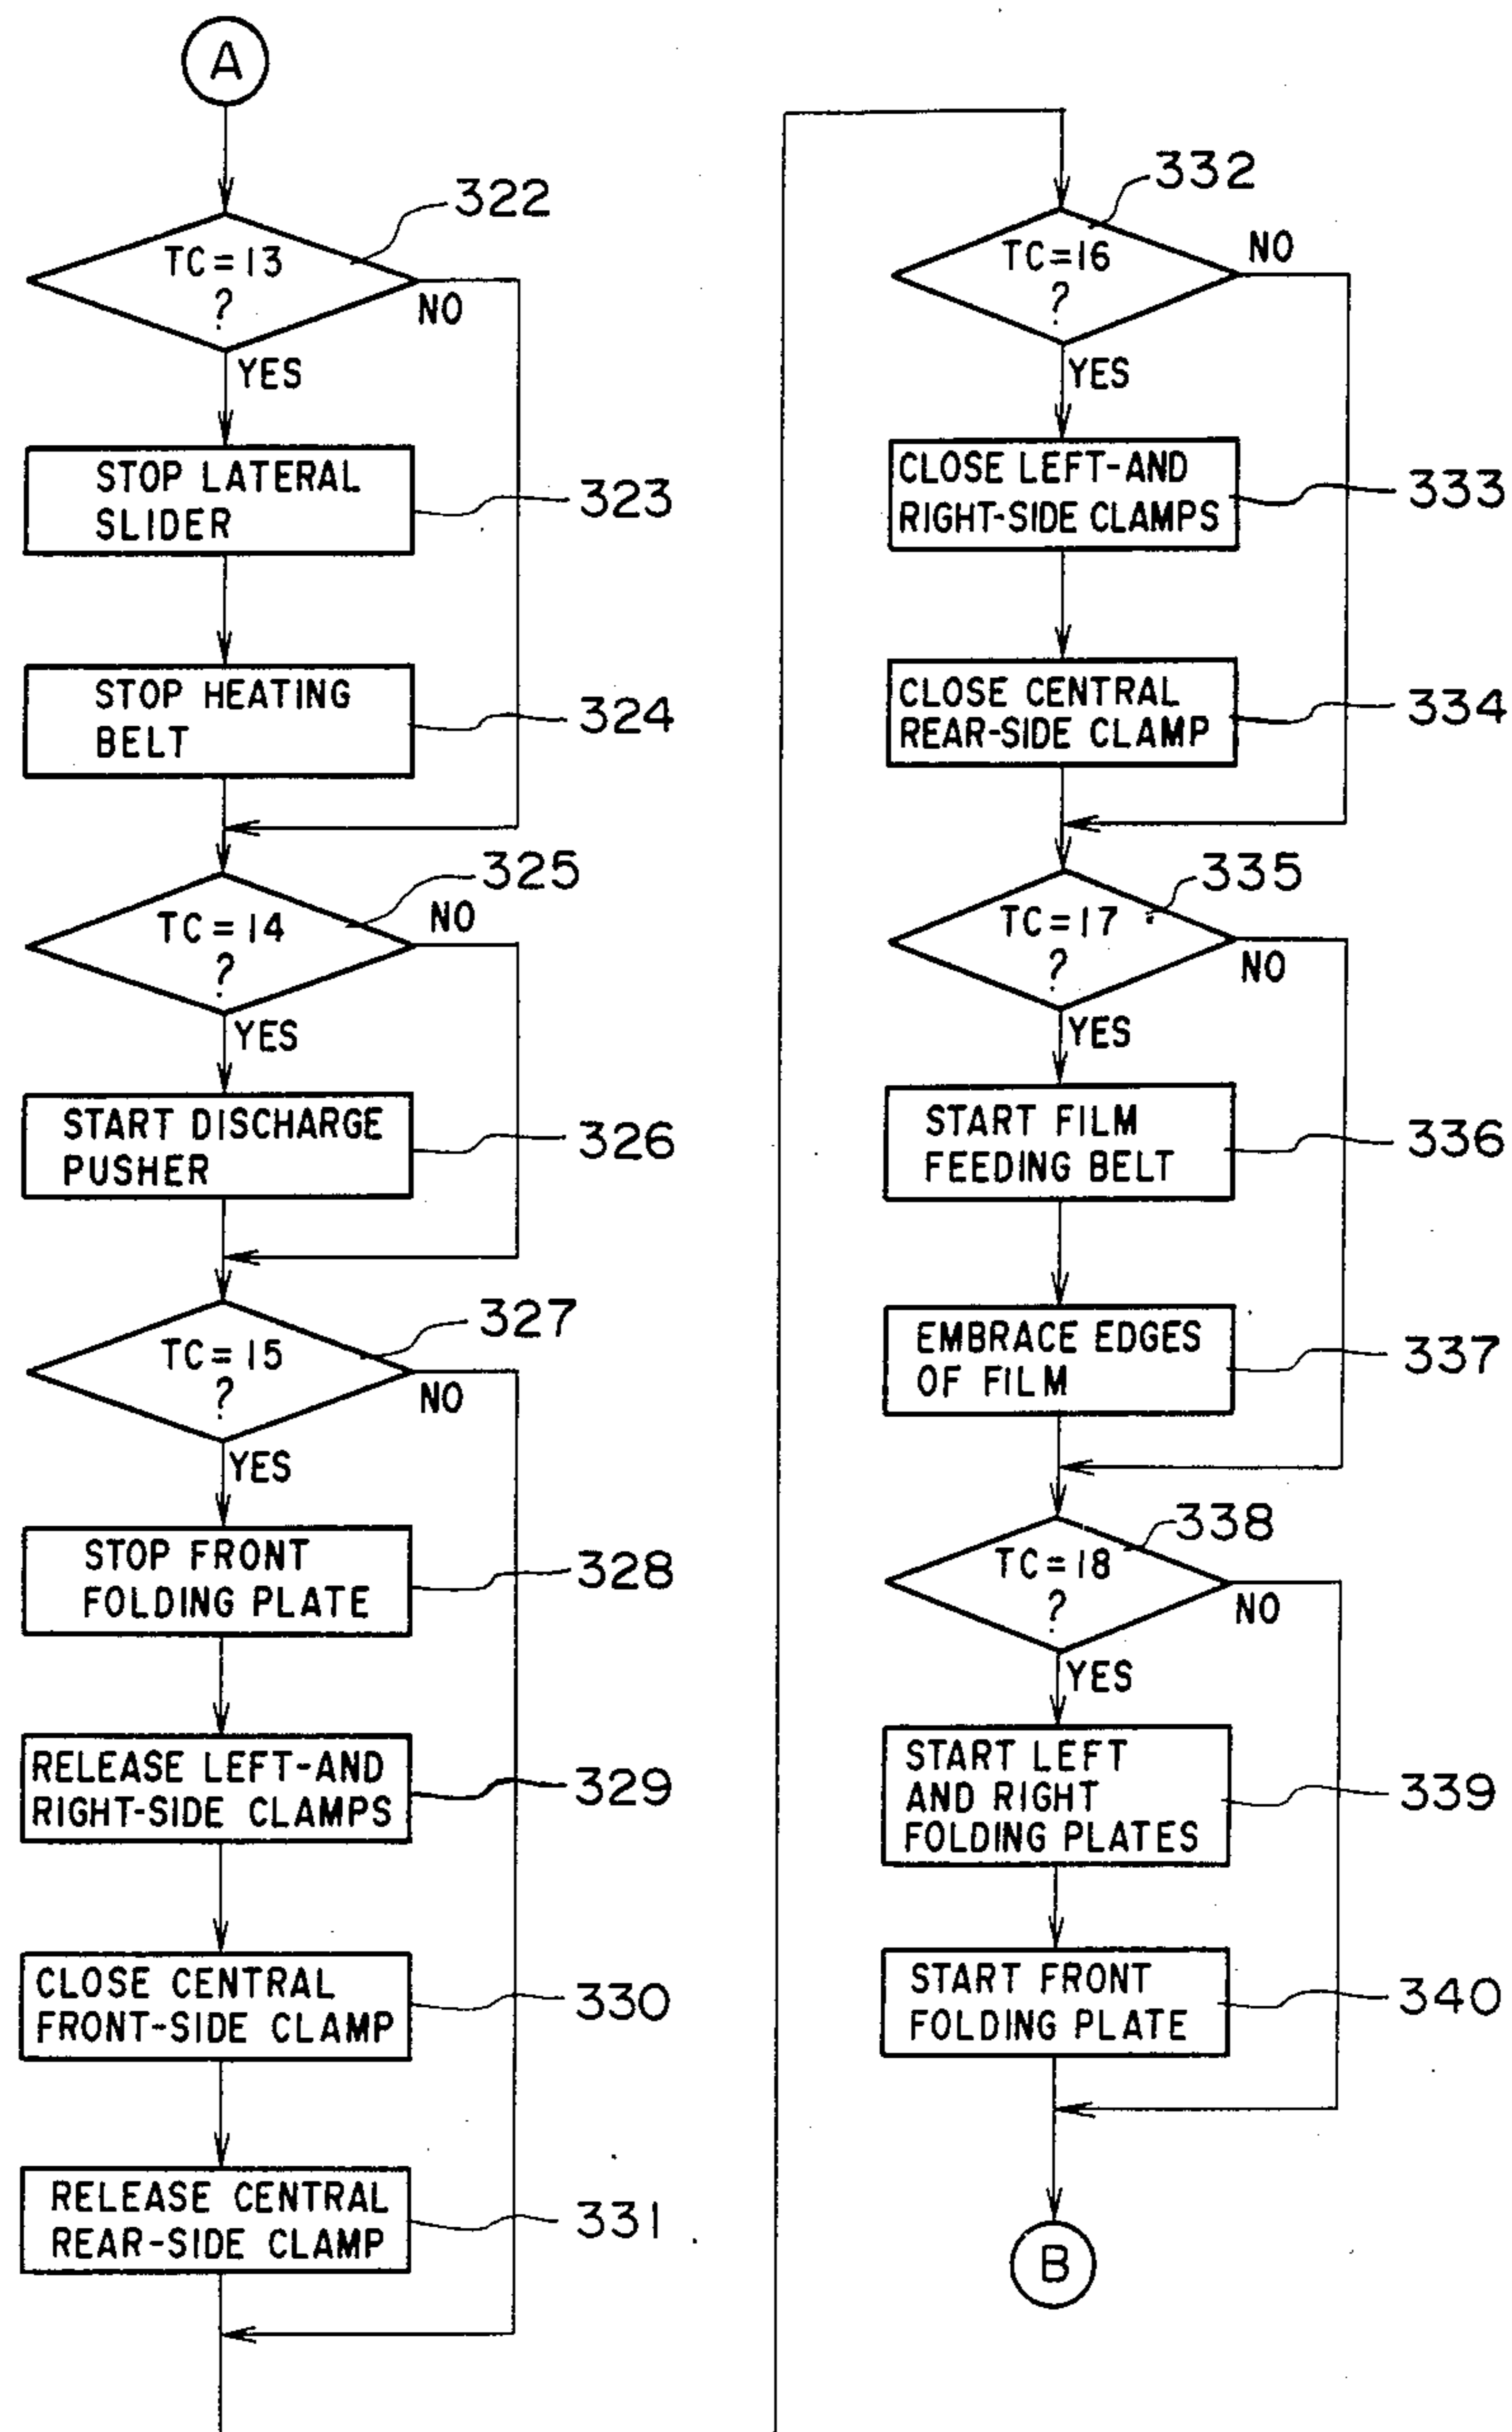 A
322
TC=13
?
NO
YES
STOP LATERAL
SLIDER
323
STOP HEATING
BELT
324
325
TC=14
?
NO
YES
START DISCHARGE
PUSHER
326
327
TC=15
?
NO
YES
STOP FRONT
FOLDING PLATE
328
RELEASE LEFT-AND
RIGHT-SIDE CLAMPS
329
CLOSE CENTRAL
FRONT-SIDE CLAMP
330
RELEASE CENTRAL
REAR-SIDE CLAMP
331
332
TC=16
?
NO
YES
CLOSE LEFT-AND
RIGHT-SIDE CLAMPS
333
CLOSE CENTRAL
REAR-SIDE CLAMP
334
335
TC=17
?
NO
YES
START FILM
FEEDING BELT
336
EMBRACE EDGES
OF FILM
337
338
TC=18
?
NO
YES
START LEFT
AND RIGHT
FOLDING PLATES
339
START FRONT
FOLDING PLATE
340
B